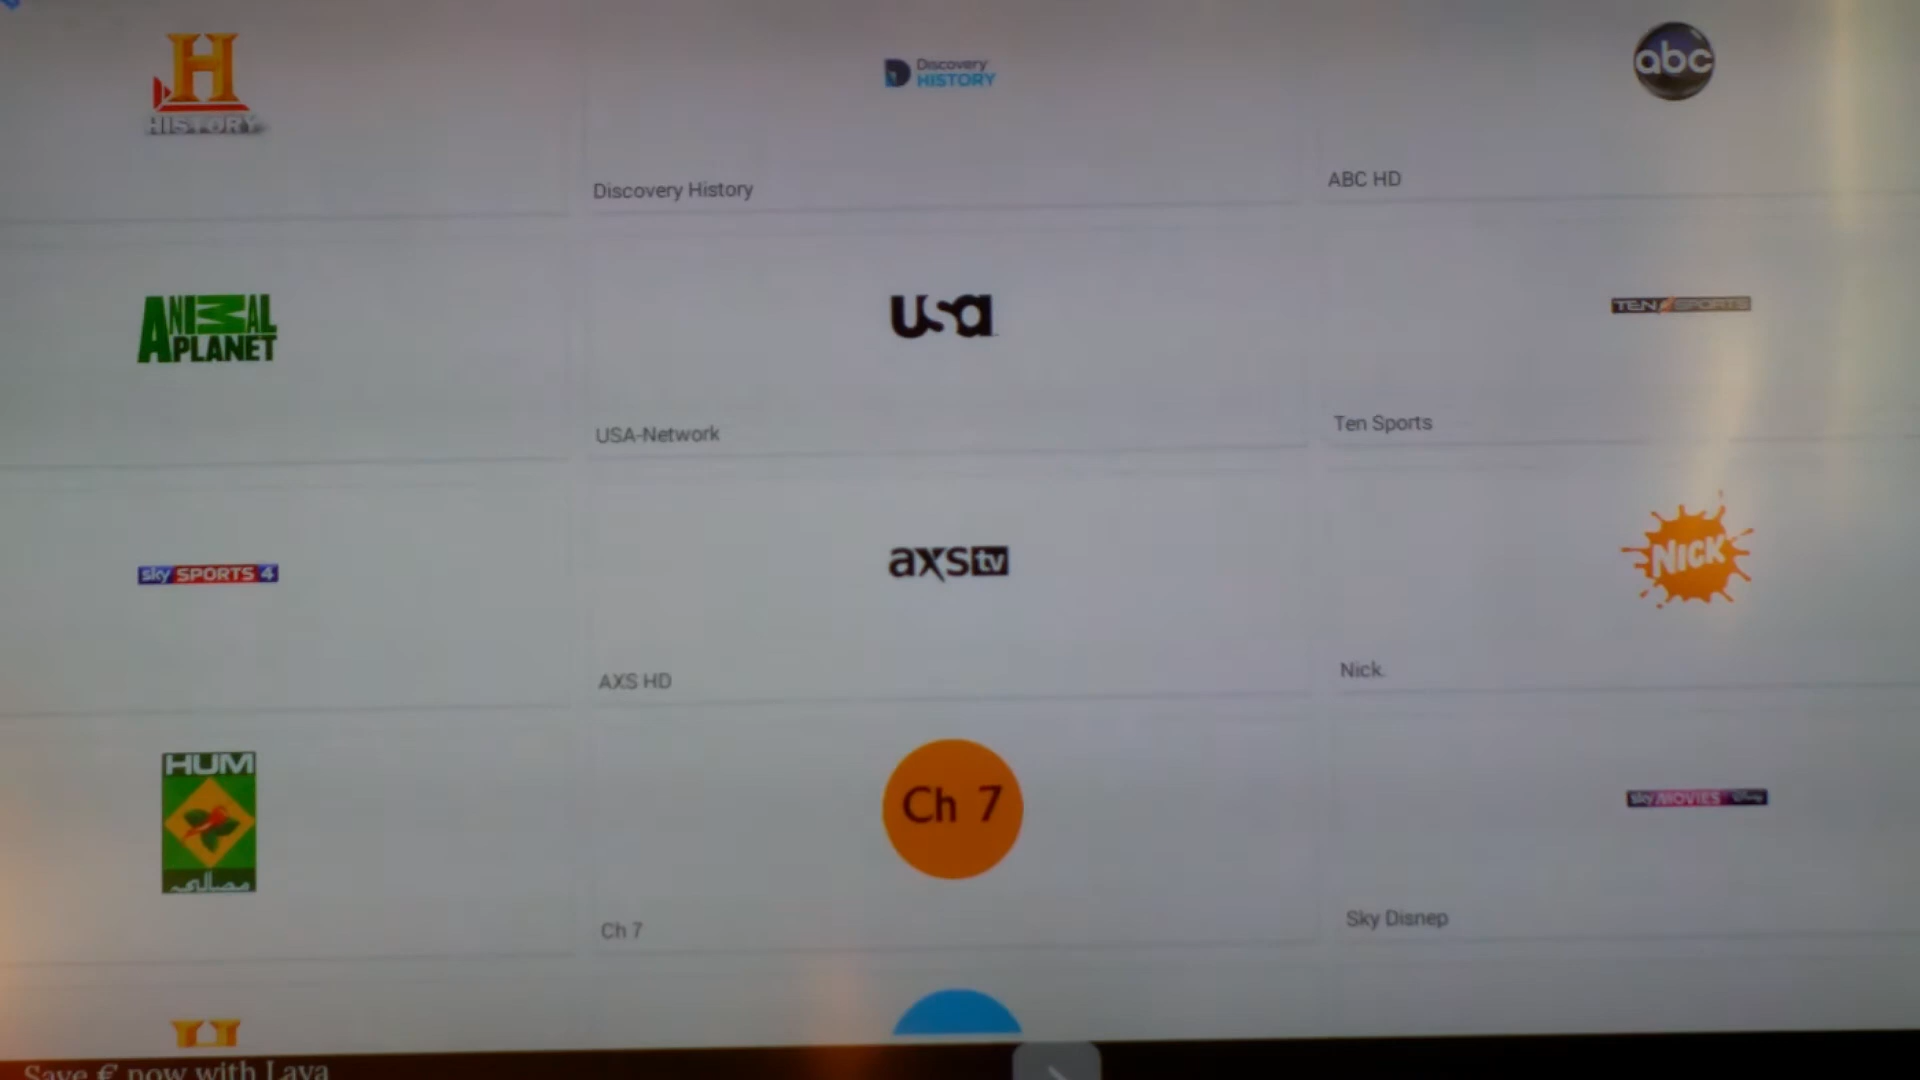 H
HISTORY
Discovery
HISTORY
abc
Discovery History
ABC HD
ANIMAL
PLANET
usa
TEN SPORTS
USA-Network
Ten Sports
sky SPORTS 4
axs tv
NICK
AXS HD
Nick.
HUM
مصالحہ
Ch 7
sky MOVIES Disney
Ch 7
Sky Disnep
Save € now with Lava